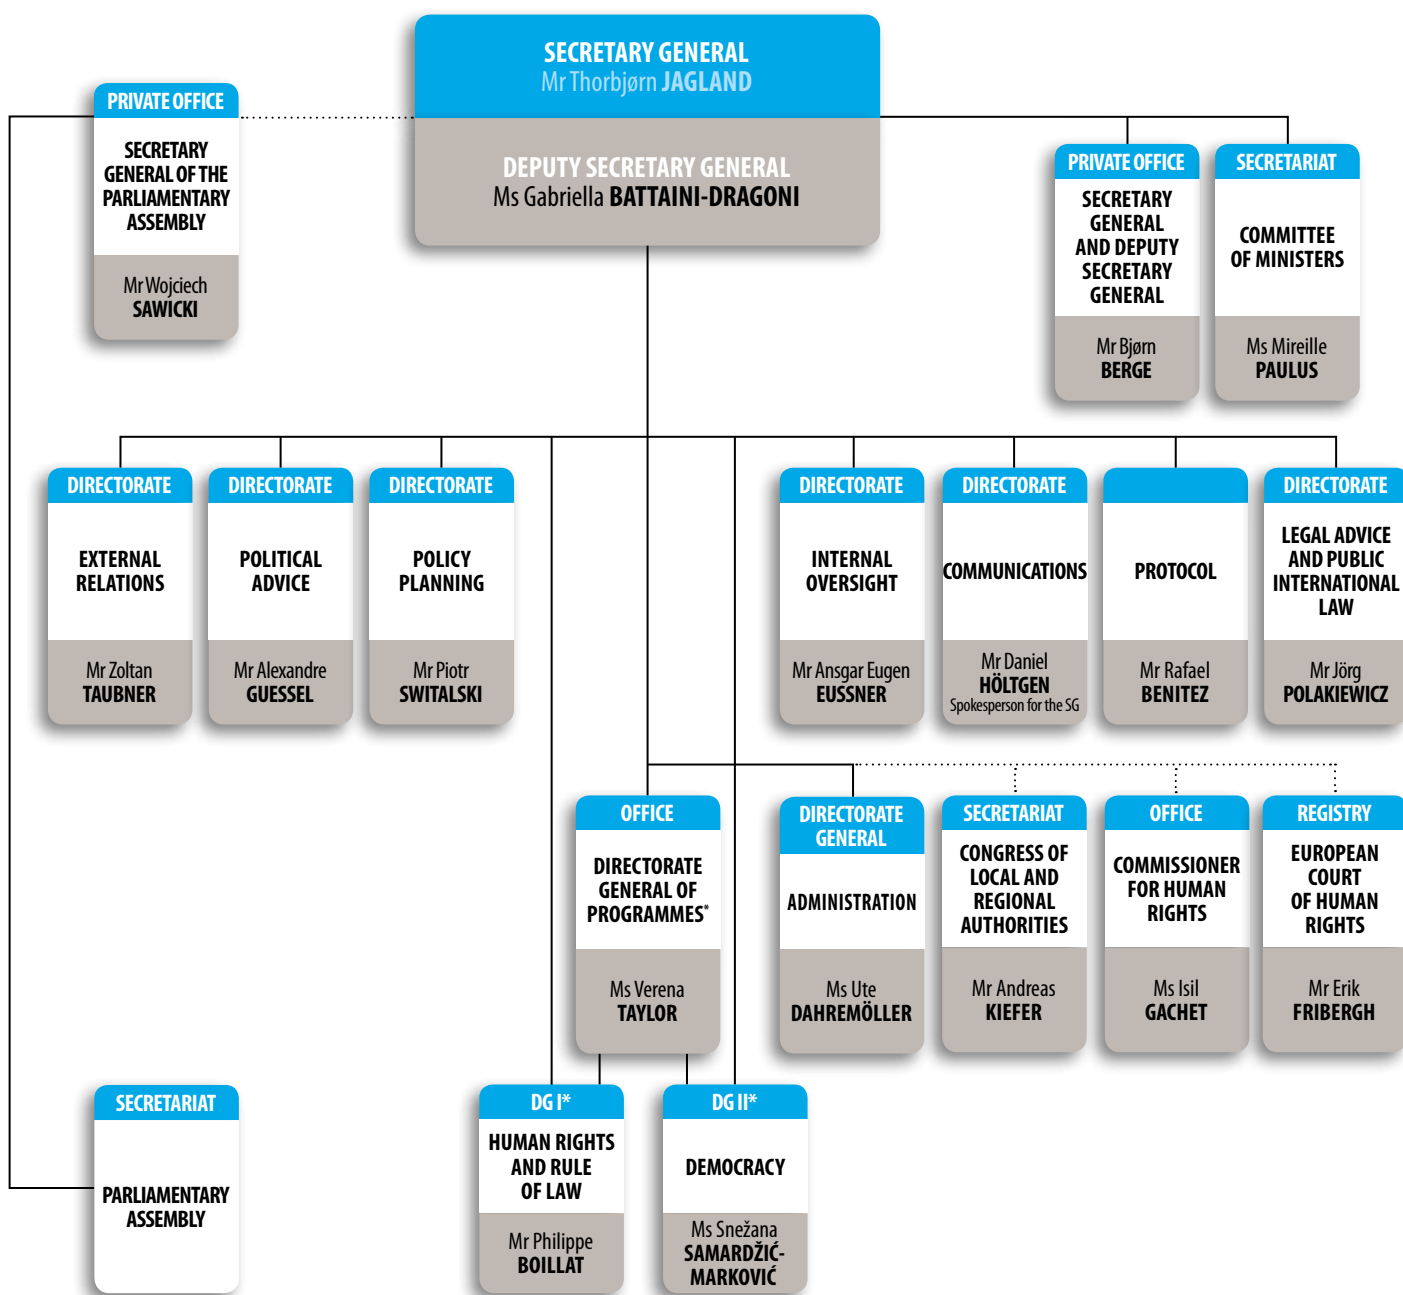 SECRETARY GENERAL
Mr Thorbjørn JAGLAND
DEPUTY SECRETARY GENERAL
Ms Gabriella BATTAINI-DRAGONI
PRIVATE OFFICE
SECRETARY
GENERAL OF THE
PARLIAMENTARY
ASSEMBLY
Mr Wojciech
SAWICKI
PRIVATE OFFICE
SECRETARY
GENERAL
AND DEPUTY
SECRETARY
GENERAL
Mr Bjørn
BERGE
SECRETARIAT
COMMITTEE
OF MINISTERS
Ms Mireille
PAULUS
DIRECTORATE
EXTERNAL
RELATIONS
Mr Zoltan
TAUBNER
DIRECTORATE
POLITICAL
ADVICE
Mr Alexandre
GUESSEL
DIRECTORATE
POLICY
PLANNING
Mr Piotr
SWITALSKI
DIRECTORATE
INTERNAL
OVERSIGHT
Mr Ansgar Eugen
EUSSNER
DIRECTORATE
COMMUNICATIONS
Mr Daniel
HÖLTGEN
Spokesperson for the SG
PROTOCOL
Mr Rafael
BENITEZ
DIRECTORATE
LEGAL ADVICE
AND PUBLIC
INTERNATIONAL
LAW
Mr Jörg
POLAKIEWICZ
OFFICE
DIRECTORATE
GENERAL OF
PROGRAMMES*
Ms Verena
TAYLOR
DIRECTORATE
GENERAL
ADMINISTRATION
Ms Ute
DAHREMÖLLER
SECRETARIAT
CONGRESS OF
LOCAL AND
REGIONAL
AUTHORITIES
Mr Andreas
KIEFER
OFFICE
COMMISSIONER
FOR HUMAN
RIGHTS
Ms Isil
GACHET
REGISTRY
EUROPEAN
COURT
OF HUMAN
RIGHTS
Mr Erik
FRIBERGH
SECRETARIAT
PARLIAMENTARY
ASSEMBLY
DG I*
HUMAN RIGHTS
AND RULE
OF LAW
Mr Philippe
BOILLAT
DG II*
DEMOCRACY
Ms Snežana
SAMARDŽIĆ-
MARKOVIĆ